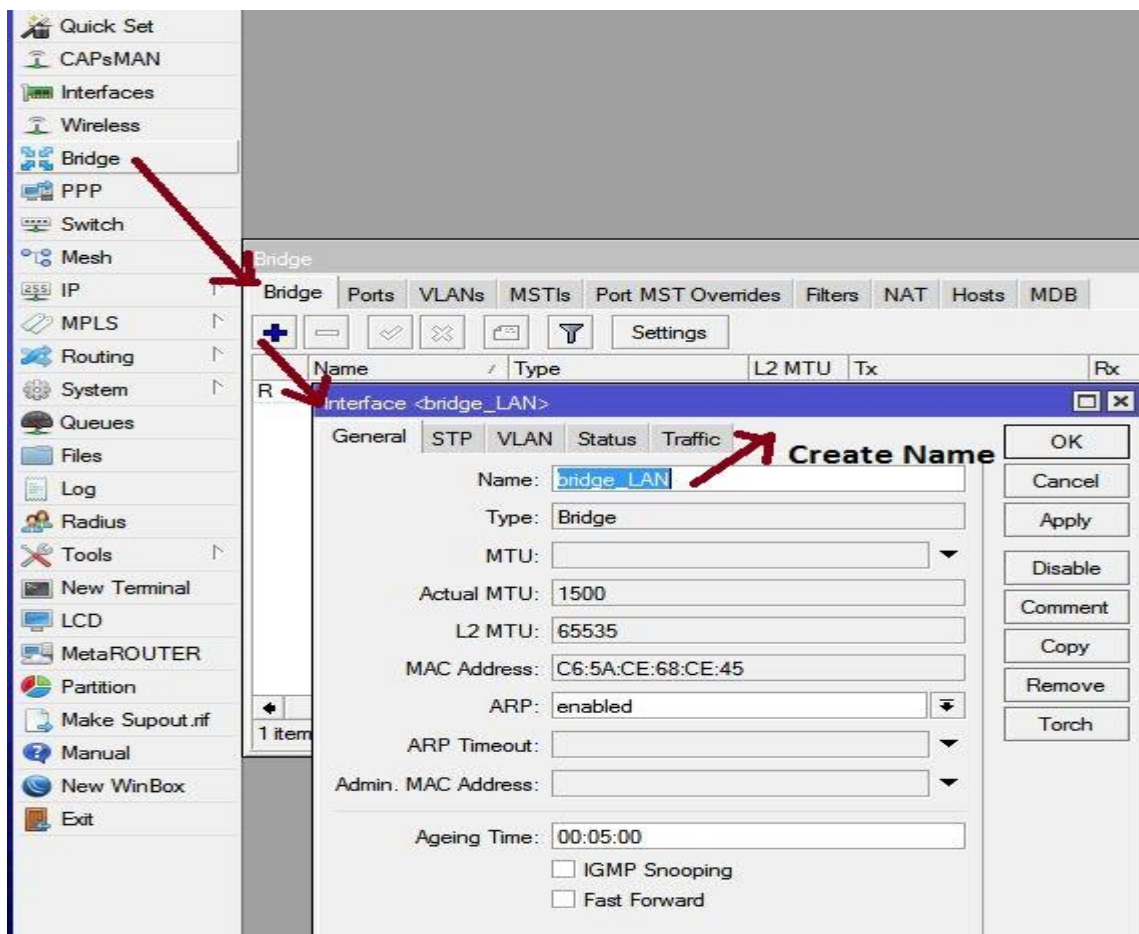 Quick Set
CAPsMAN
Interfaces
Wireless
Bridge
PPP
Switch
Mesh
IP
MPLS
Routing
System
Queues
Files
Log
Radius
Tools
New Terminal
LCD
MetaROUTER
Partition
Make Supout.rif
Manual
New WinBox
Exit
Bridge
Bridge Ports VLANs MSTIs Port MST Overrides Filters NAT Hosts MDB
Settings
Name Type L2 MTU Tx Rx
R
1 item
Interface <bridge_LAN>
General STP VLAN Status Traffic
Create Name
Name: bridge_LAN
Type: Bridge
MTU:
Actual MTU: 1500
L2 MTU: 65535
MAC Address: C6:5A:CE:68:CE:45
ARP: enabled
ARP Timeout:
Admin. MAC Address:
Ageing Time: 00:05:00
IGMP Snooping
Fast Forward
OK
Cancel
Apply
Disable
Comment
Copy
Remove
Torch